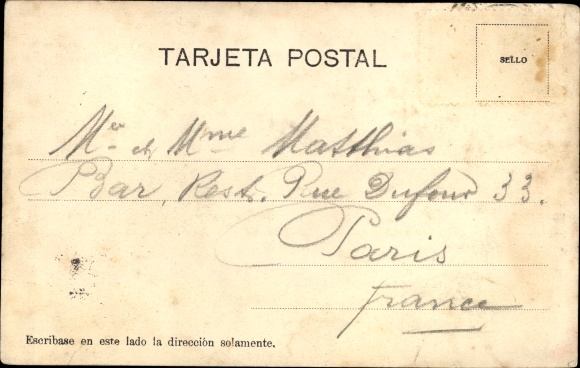 TARJETA POSTAL
SELLO
Mr et Mme Matthias
Bar, Rest. Rue Dufour 33.
Paris
France
Escribase en este lado la dirección solamente.